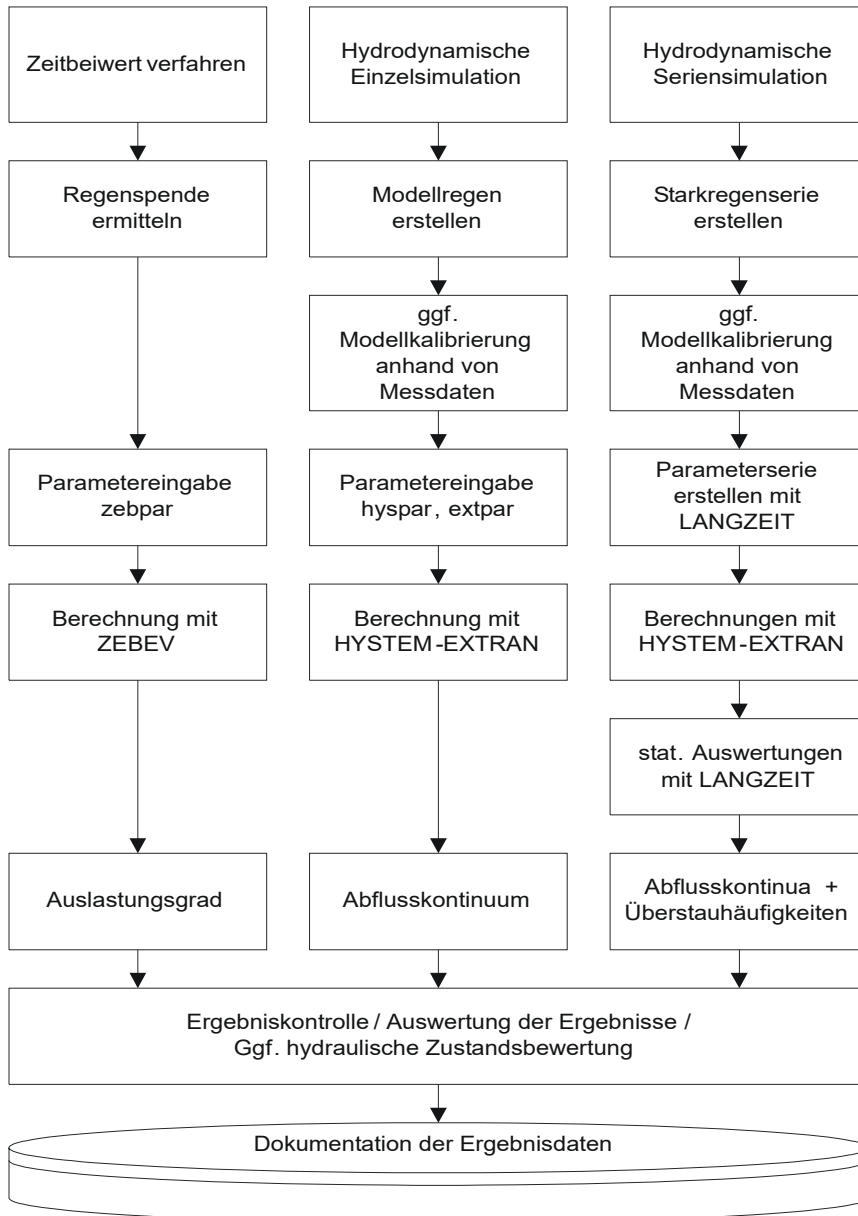 Zeitbeiwert verfahren
Hydrodynamische
Einzelsimulation
Hydrodynamische
Seriensimulation
Regenspende
ermitteln
Modellregen
erstellen
Starkregenserie
erstellen
ggf.
Modellkalibrierung
anhand von
Messdaten
ggf.
Modellkalibrierung
anhand von
Messdaten
Parametereingabe
zebpar
Parametereingabe
hyspar, extpar
Parameterserie
erstellen mit
LANGZEIT
Berechnung mit
ZEBEV
Berechnung mit
HYSTEM-EXTRAN
Berechnungen mit
HYSTEM-EXTRAN
stat. Auswertungen
mit LANGZEIT
Auslastungsgrad
Abflusskontinuum
Abflusskontinua +
Überstauhäufigkeiten
Ergebniskontrolle / Auswertung der Ergebnisse /
Ggf. hydraulische Zustandsbewertung
Dokumentation der Ergebnisdaten